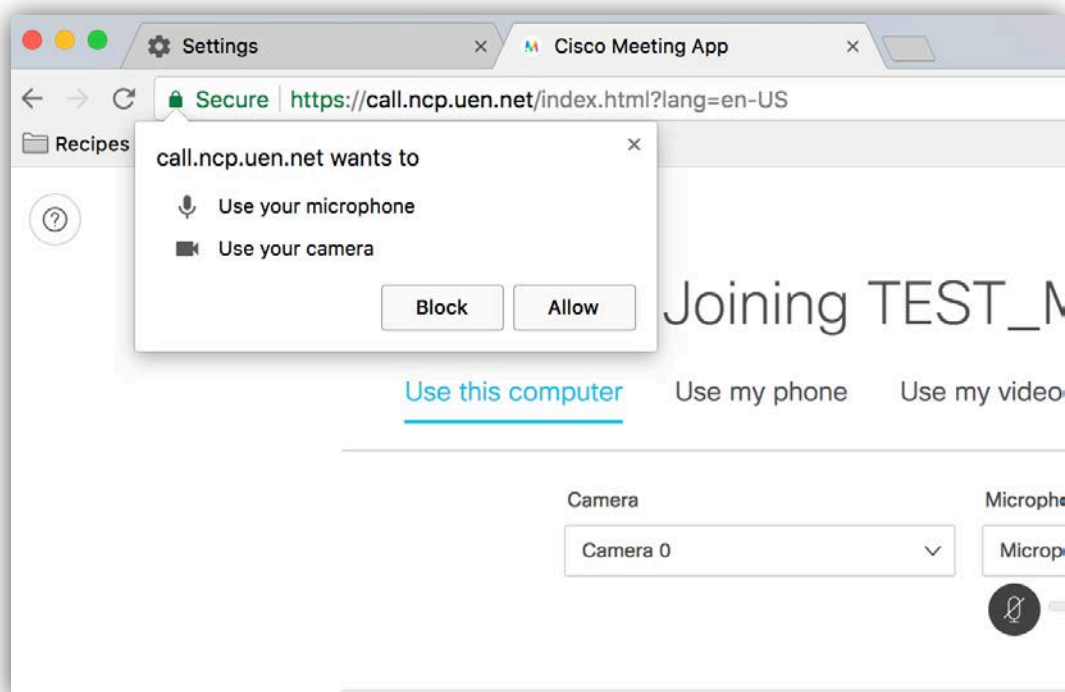 Settings
Cisco Meeting App
Secure https://call.ncp.uen.net/index.html?lang=en-US
Recipes
call.ncp.uen.net wants to
Use your microphone
Use your camera
Block Allow
Joining TEST_
Use this computer Use my phone Use my video
Camera
Camera 0